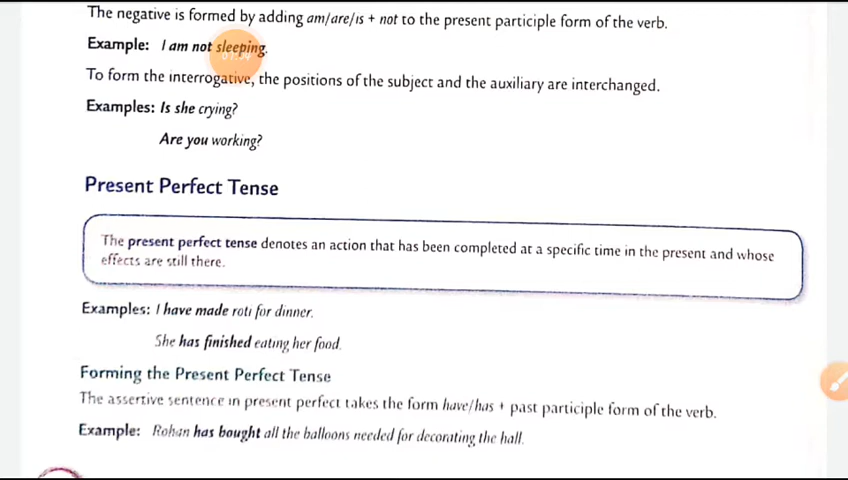 The negative is formed by adding am/are/is + not to the present participle form of the verb.
Example: I am not sleeping.
To form the interrogative, the positions of the subject and the auxiliary are interchanged.
Examples: Is she crying?
Are you working?
Present Perfect Tense
The present perfect tense denotes an action that has been completed at a specific time in the present and whose
effects are still there.
Examples: I have made roti for dinner.
She has finished eating her food.
Forming the Present Perfect Tense
The assertive sentence in present perfect takes the form have/has + past participle form of the verb.
Example: Rohan has bought all the balloons needed for decorating the hall.